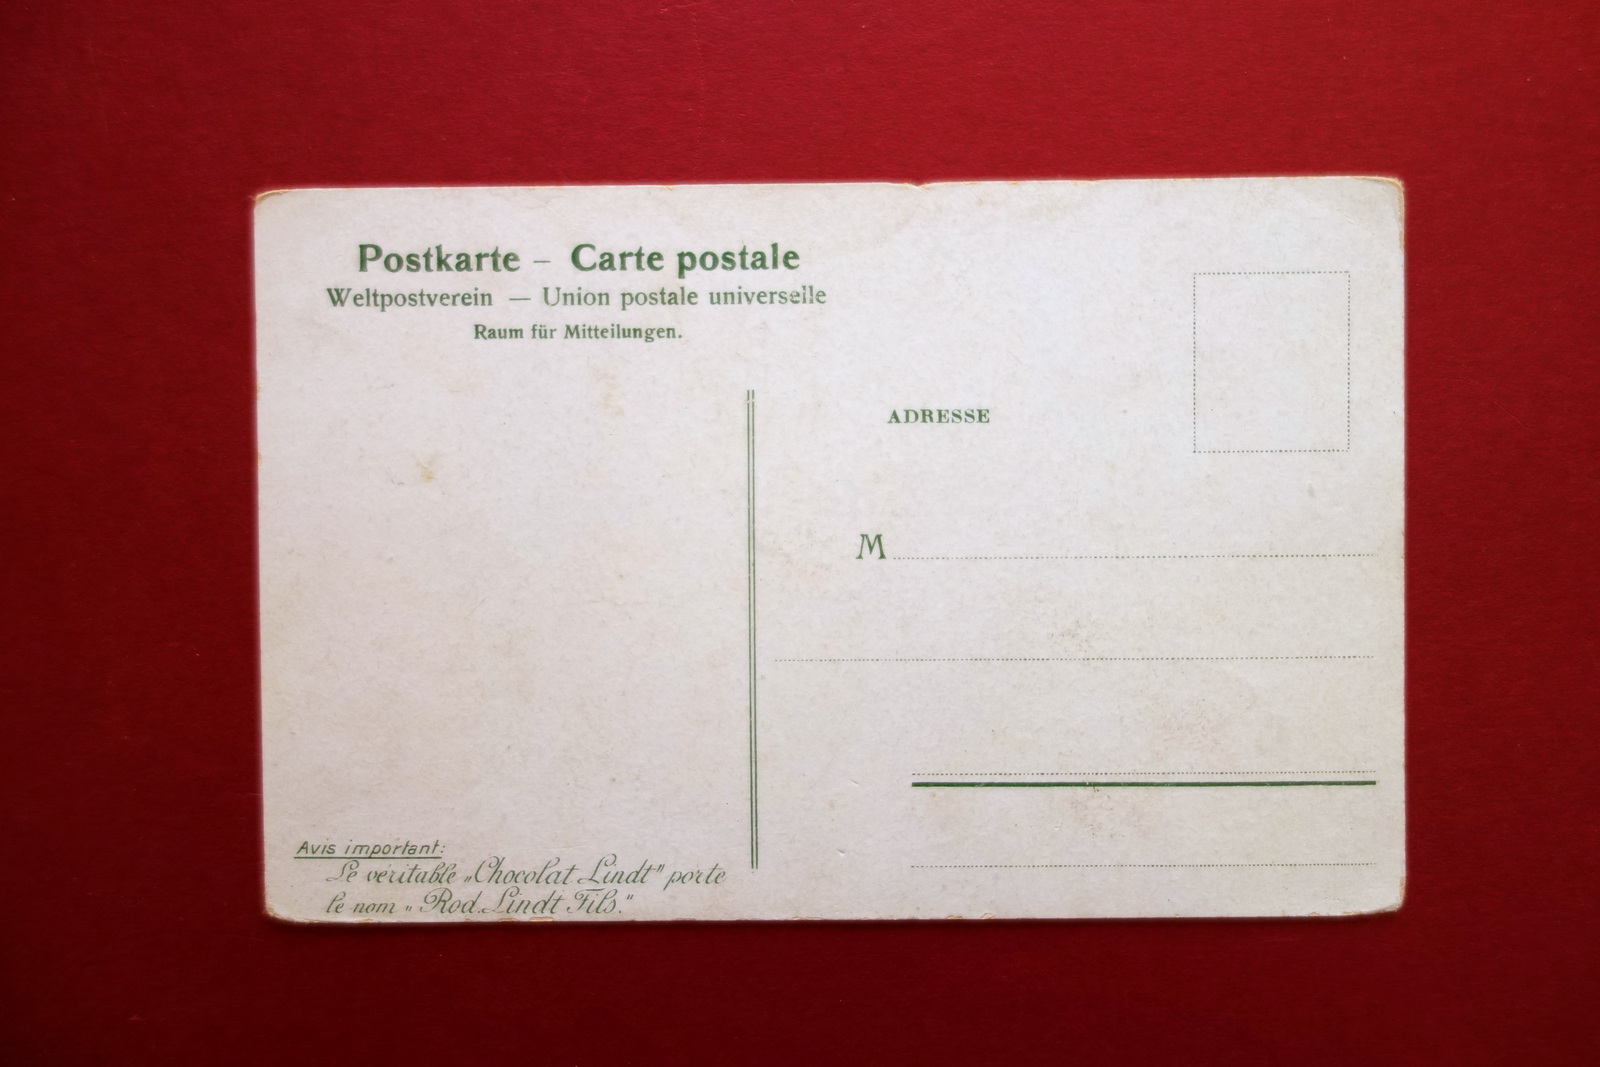 Postkarte – Carte postale
Weltpostverein — Union postale universelle
Raum für Mitteilungen.
ADRESSE
M
Avis important:
Le véritable „Chocolat Lindt" porte
le nom „Rod. Lindt Fils."